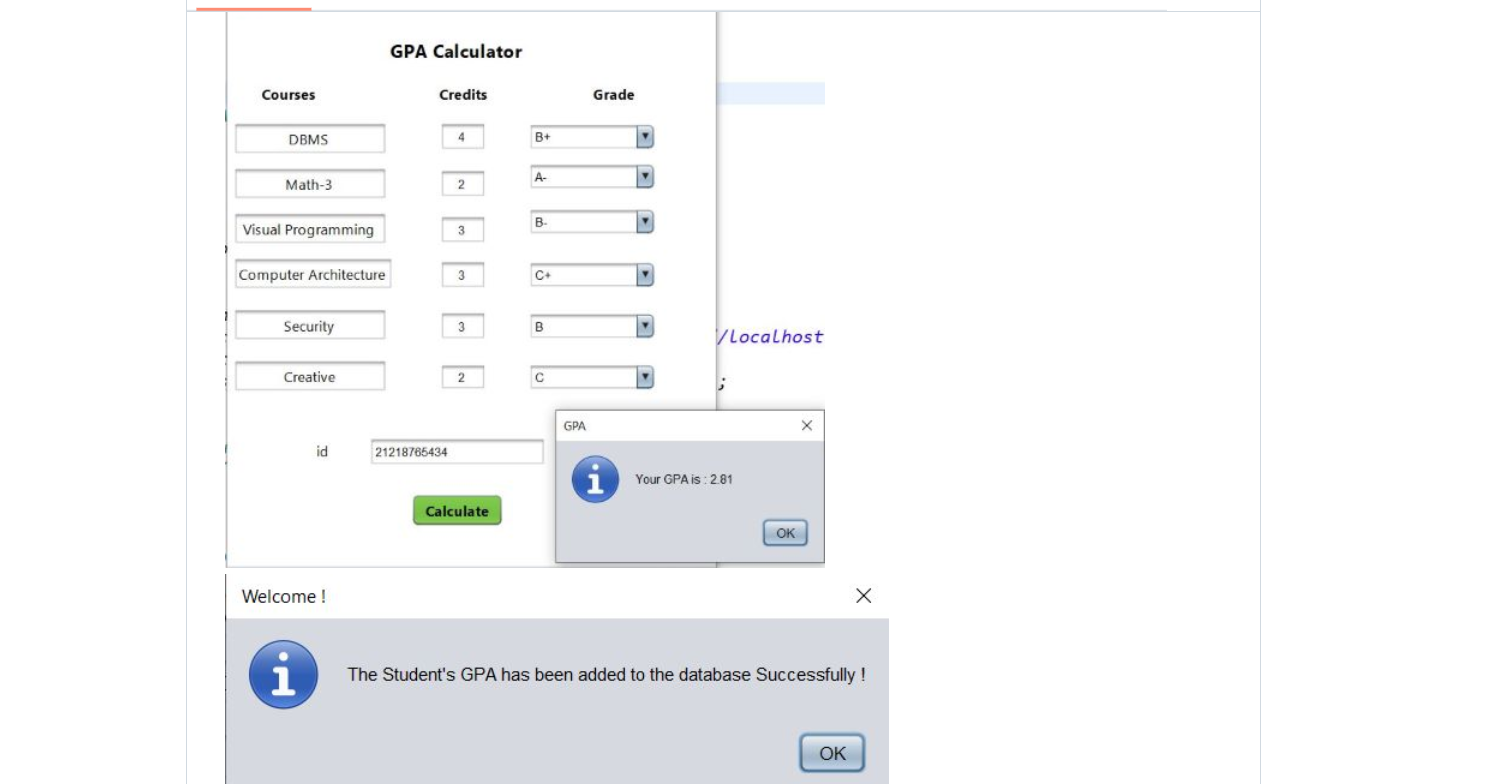 GPA Calculator
Courses Credits Grade
DBMS 4 B+
Math-3 2 A-
Visual Programming 3 B-
Computer Architecture 3 C+
/localhost
Security 3 B
Creative 2 C
;
GPA
id 21218765434
Your GPA is : 2.81
Calculate
OK
Welcome !
The Student's GPA has been added to the database Successfully !
OK